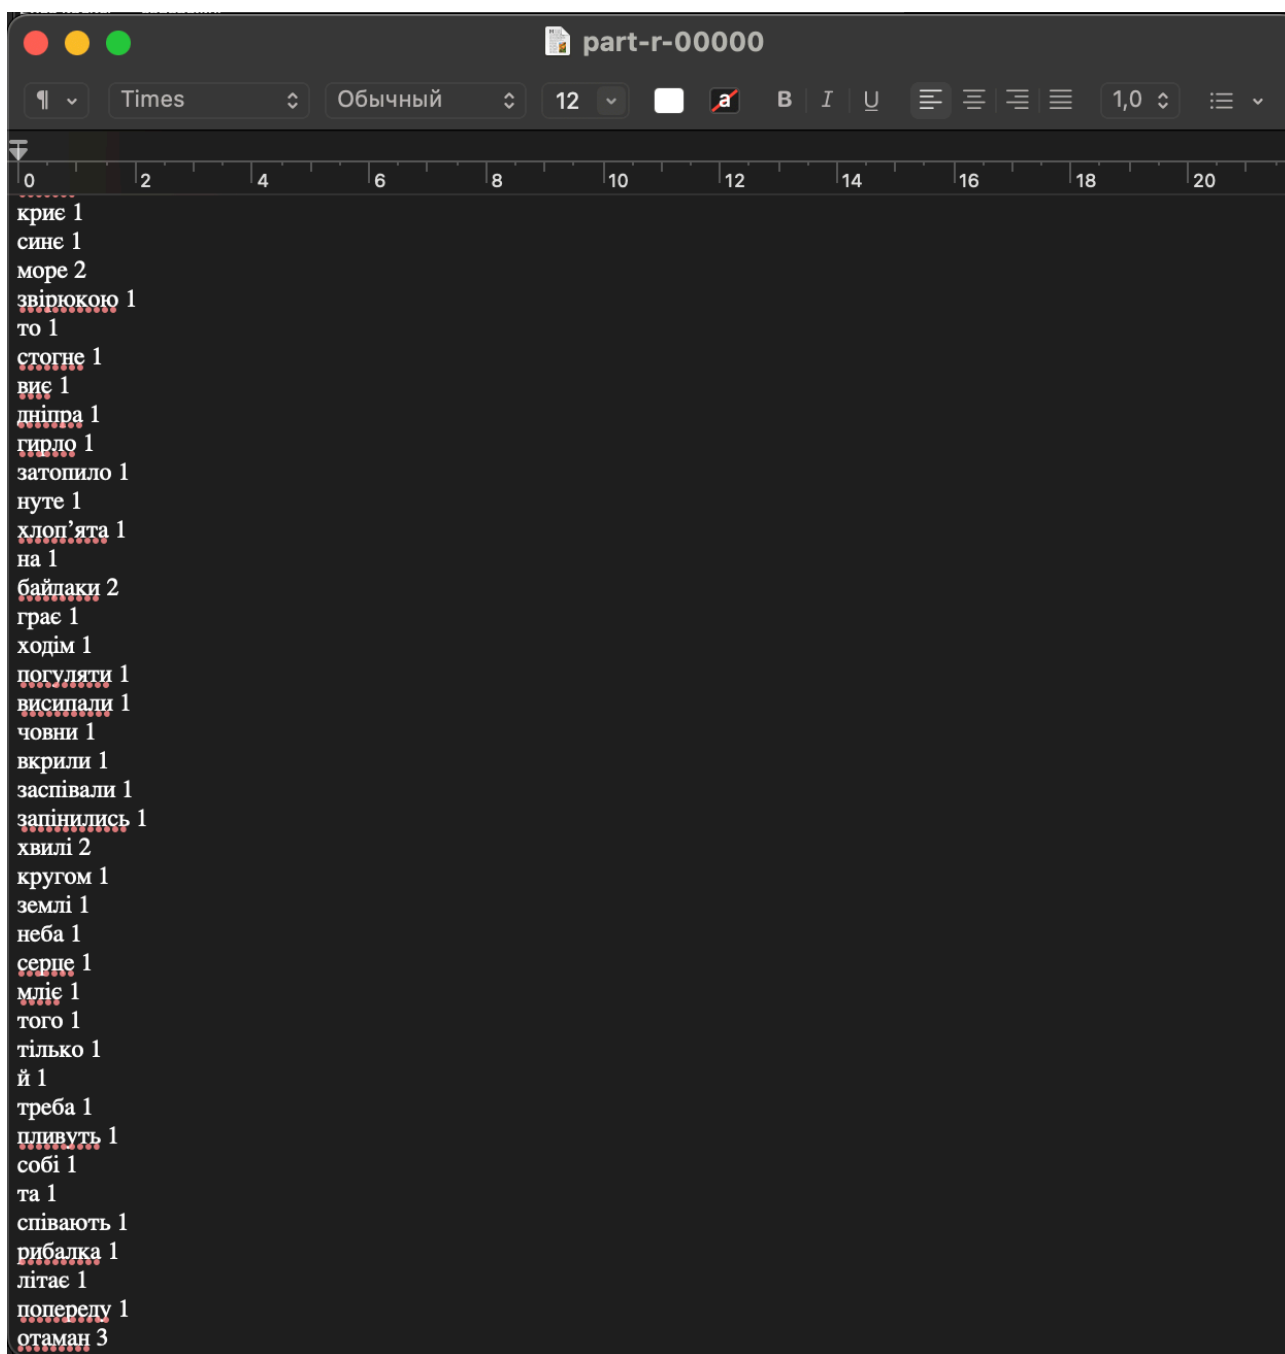 part-r-00000
¶ Times Обычный 12 a B I U 1,0
0 2 4 6 8 10 12 14 16 18 20
криє 1
синє 1
море 2
звірюкою 1
то 1
стогне 1
виє 1
дніпра 1
гирло 1
затопило 1
нуте 1
хлоп’ята 1
на 1
байдаки 2
грає 1
ходім 1
погуляти 1
висипали 1
човни 1
вкрили 1
заспівали 1
запінились 1
хвилі 2
кругом 1
землі 1
неба 1
серце 1
мліє 1
того 1
тілько 1
й 1
треба 1
пливуть 1
собі 1
та 1
співають 1
рибалка 1
літає 1
попереду 1
отаман 3